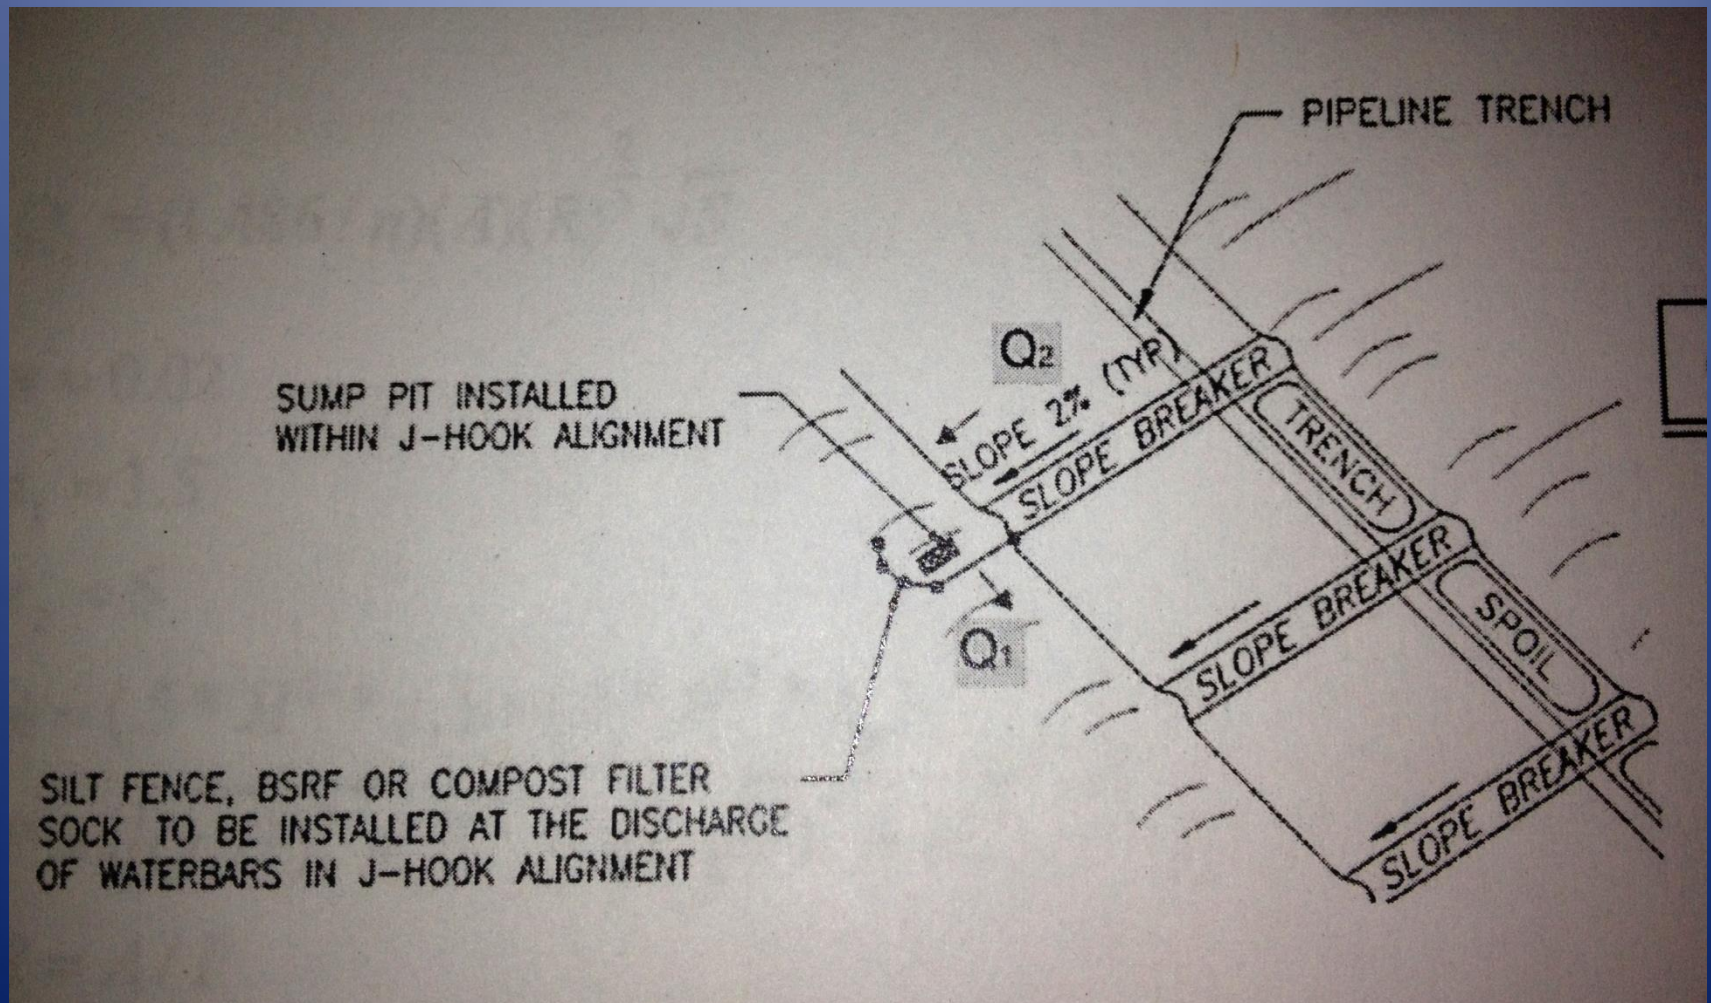 PIPELINE TRENCH
Q2
SLOPE 2% (TYP)
SLOPE BREAKER
TRENCH
SUMP PIT INSTALLED
WITHIN J-HOOK ALIGNMENT
SLOPE BREAKER
SPOIL
Q1
SLOPE BREAKER
SILT FENCE, BSRF OR COMPOST FILTER
SOCK TO BE INSTALLED AT THE DISCHARGE
OF WATERBARS IN J-HOOK ALIGNMENT